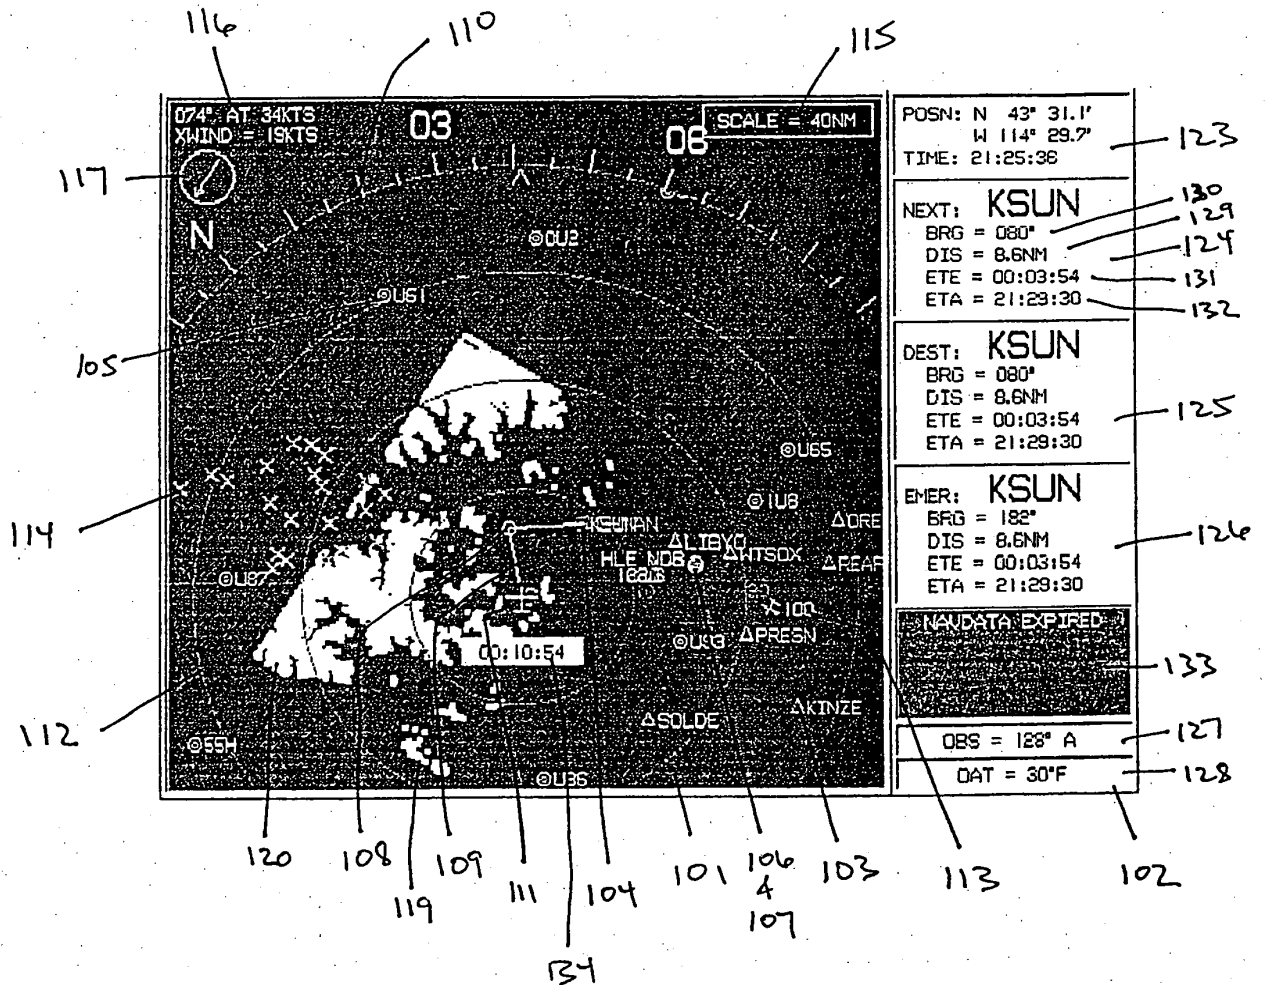 116
110
115
074° AT 34KTS
XWIND = 19KTS
03
06
SCALE = 40NM
117
N
0U2
U61
105
U65
1U8
114
LIBYO
WTSOX
HLE NDB
U87
100
U93
PRESN
00:10:54
112
SOLDE
KINZE
55H
U36
POSN: N 43° 31.1'
W 114° 29.7'
TIME: 21:25:36
123
NEXT: KSUN
BRG = 080°
DIS = 8.6NM
ETE = 00:03:54
ETA = 21:29:30
130
129
124
131
132
DEST: KSUN
BRG = 080°
DIS = 8.6NM
ETE = 00:03:54
ETA = 21:29:30
125
EMER: KSUN
BRG = 182°
DIS = 8.6NM
ETE = 00:03:54
ETA = 21:29:30
126
NAVDATA EXPIRED
133
OBS = 128° A
127
OAT = 30°F
128
120
108
119
109
111
134
104
101
106
&
107
103
113
102